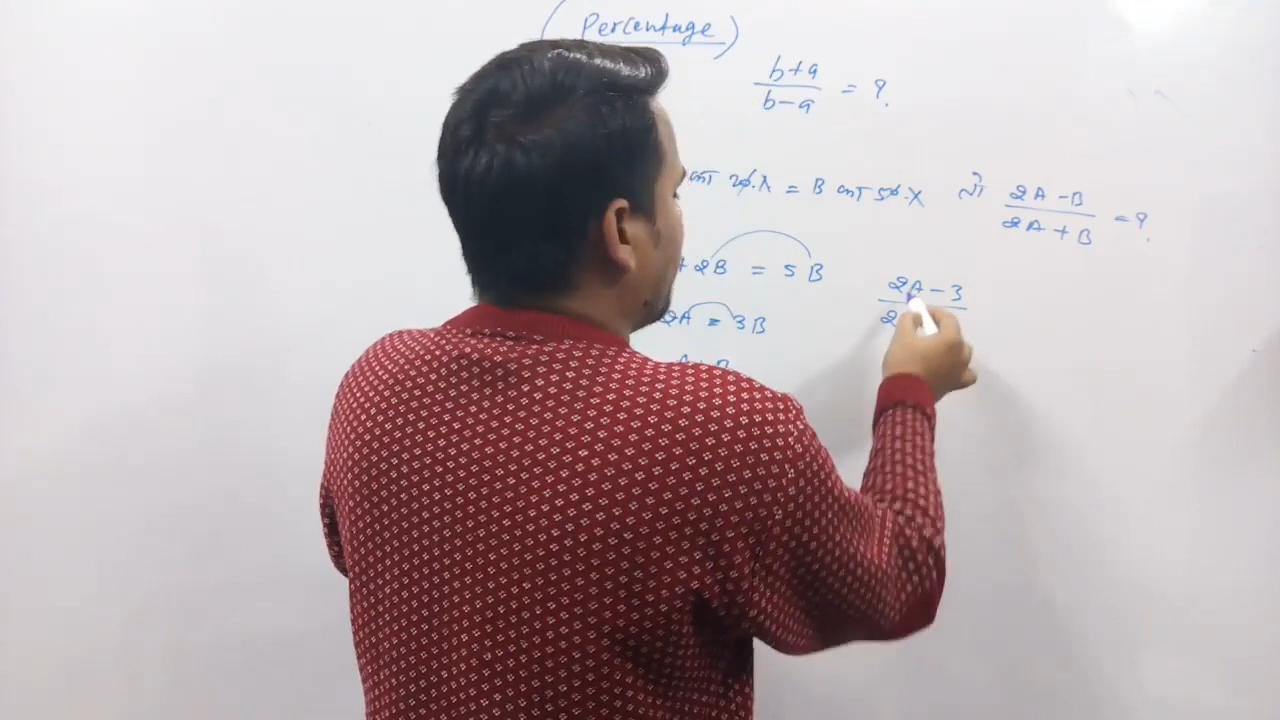 (Percentage)
b+a
b-a = ?
का 20% = B का 50% तो 2A-B
2A+B = ?
+2B = 5B
2A = 3B
2A-3
2